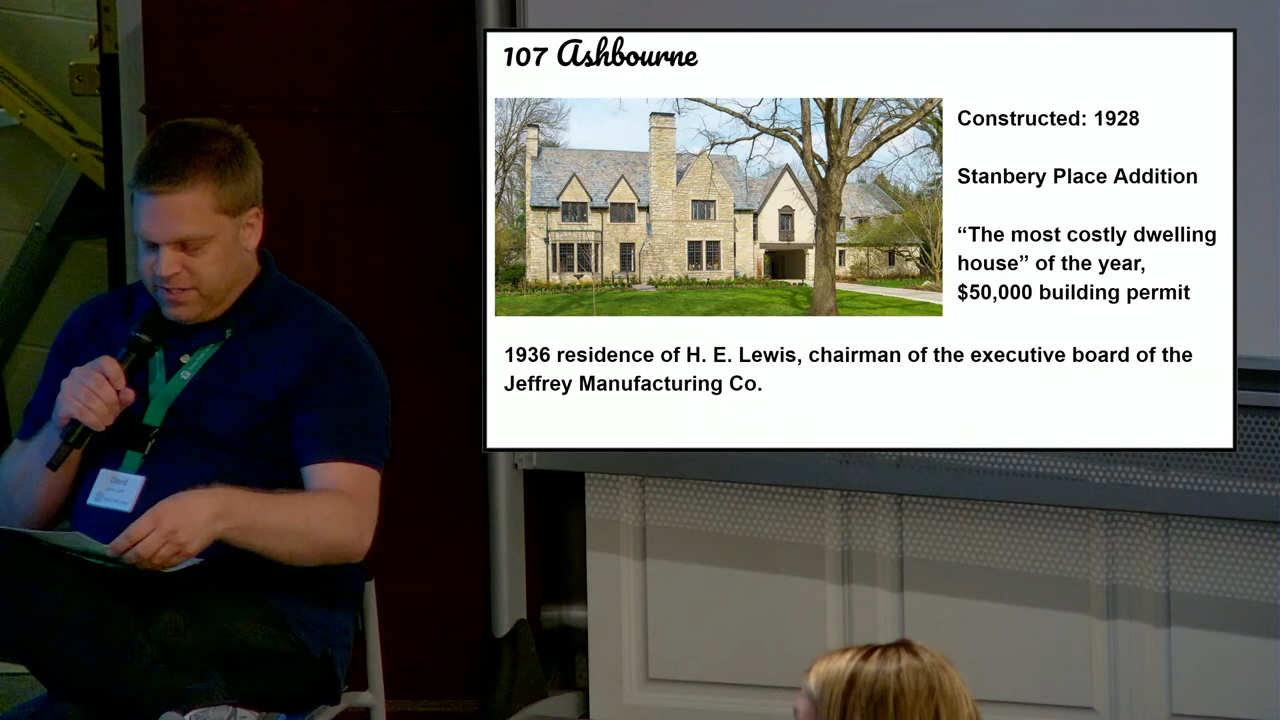 107 Ashbourne
Constructed: 1928
Stanbery Place Addition
“The most costly dwelling
house” of the year,
$50,000 building permit
1936 residence of H. E. Lewis, chairman of the executive board of the
Jeffrey Manufacturing Co.
David